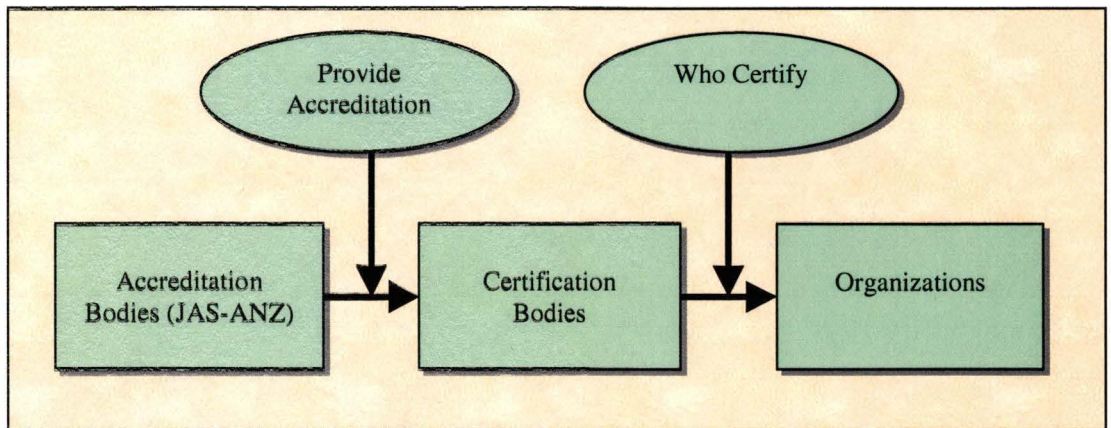 Provide
Accreditation
Who Certify
Accreditation
Bodies (JAS-ANZ)
Certification
Bodies
Organizations